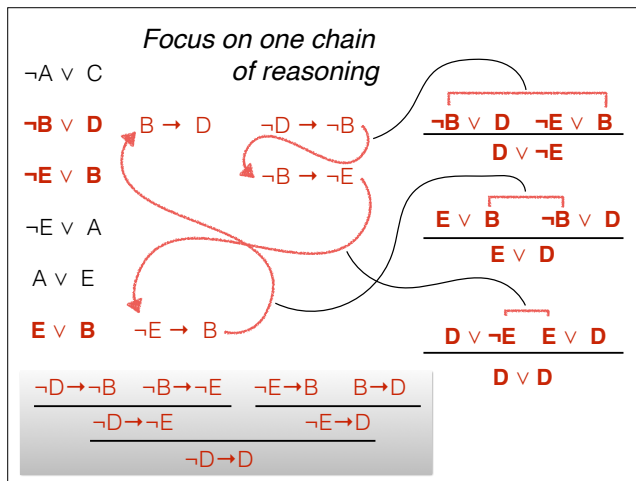 Focus on one chain
of reasoning
¬A ∨ C
¬B ∨ D   B → D   ¬D → ¬B
¬E ∨ B   ¬B → ¬E
¬E ∨ A
A ∨ E
E ∨ B   ¬E → B
¬B ∨ D   ¬E ∨ B
D ∨ ¬E
E ∨ B   ¬B ∨ D
E ∨ D
D ∨ ¬E   E ∨ D
D ∨ D
¬D→¬B   ¬B→¬E   ¬E→B   B→D
¬D→¬E   ¬E→D
¬D→D